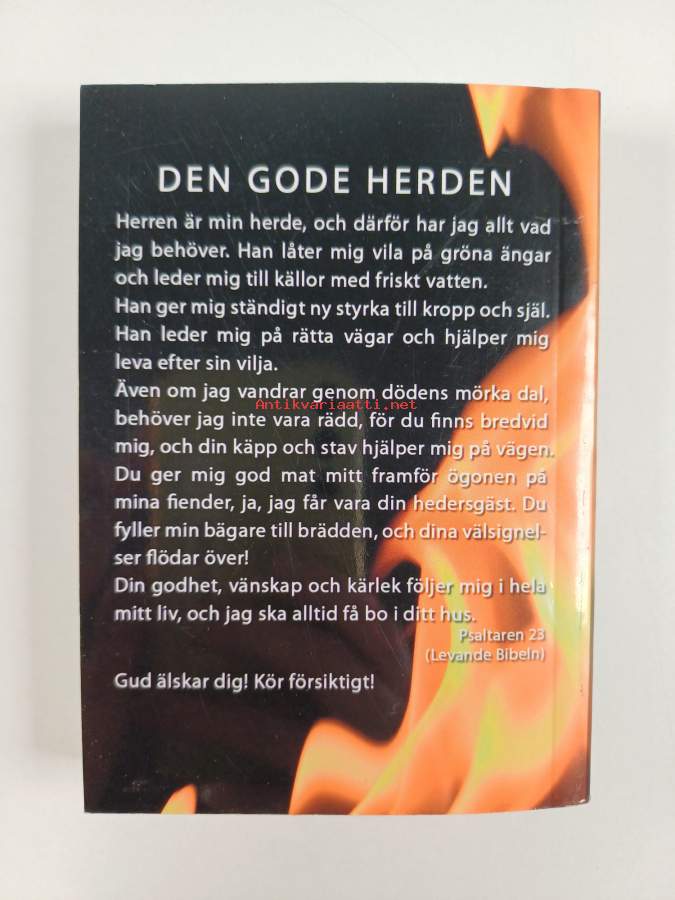 DEN GODE HERDEN
Herren är min herde, och därför har jag allt vad
jag behöver. Han låter mig vila på gröna ängar
och leder mig till källor med friskt vatten.
Han ger mig ständigt ny styrka till kropp och själ.
Han leder mig på rätta vägar och hjälper mig
leva efter sin vilja.
Även om jag vandrar genom dödens mörka dal,
Antikvariaatti.net
behöver jag inte vara rädd, för du finns bredvid
mig, och din käpp och stav hjälper mig på vägen.
Du ger mig god mat mitt framför ögonen på
mina fiender, ja, jag får vara din hedersgäst. Du
fyller min bägare till brädden, och dina välsignel-
ser flödar över!
Din godhet, vänskap och kärlek följer mig i hela
mitt liv, och jag ska alltid få bo i ditt hus.
Psaltaren 23
(Levande Bibeln)
Gud älskar dig! Kör försiktigt!